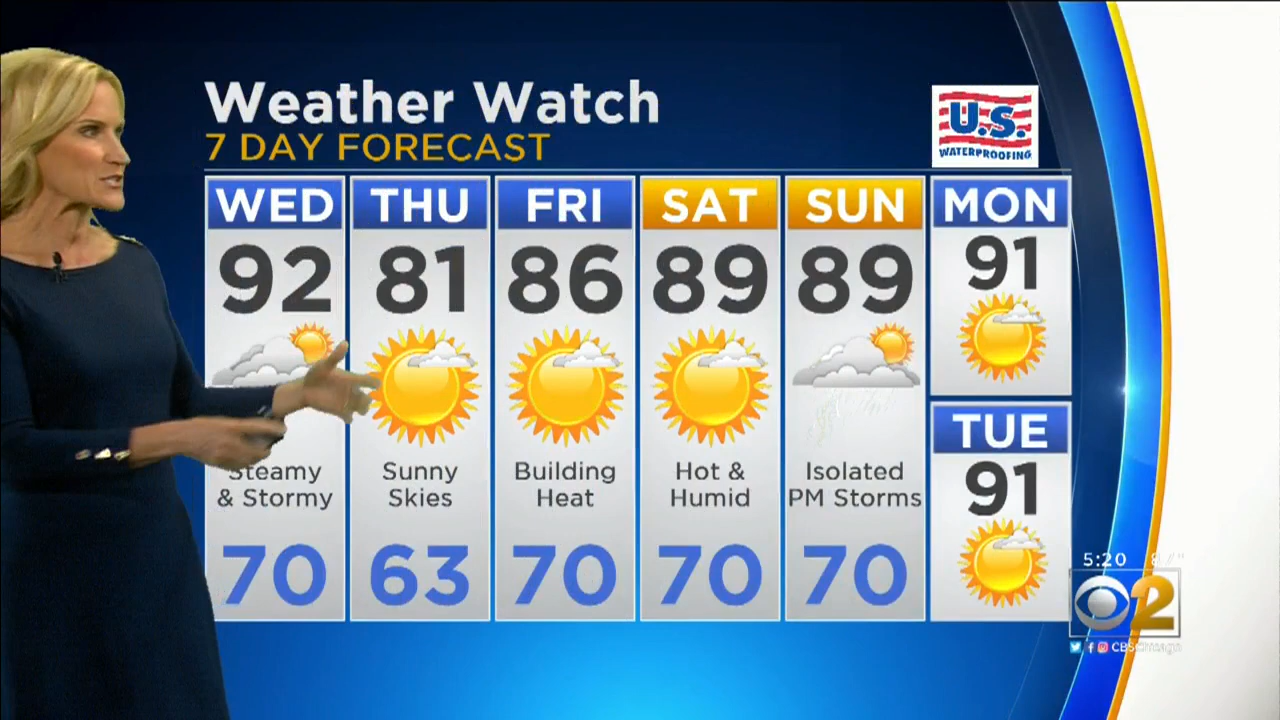 Weather Watch
7 DAY FORECAST
U.S.
WATERPROOFING
WED
92
Steamy
& Stormy
70
THU
81
Sunny
Skies
63
FRI
86
Building
Heat
70
SAT
89
Hot &
Humid
70
SUN
89
Isolated
PM Storms
70
MON
91
TUE
91
5:20
2
CBSChicago